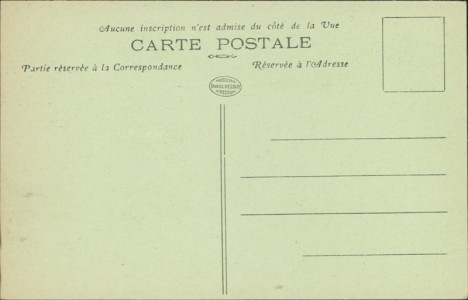 Aucune inscription n'est admise du côté de la Vue
CARTE POSTALE
Partie réservée à la Correspondance
Réservée à l'Adresse